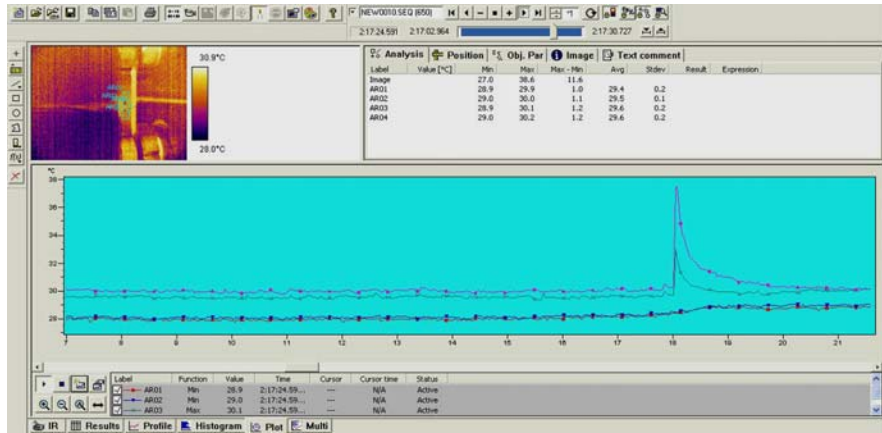 NEW0010.SEQ (650)
2:17:24.591 2:17:02.964 2:17:30.727
30.9°C
28.0°C
Analysis Position Obj. Par Image Text comment
Label Value [°C] Min Max Max - Min Avg Stdev Result Expression
Image 27.0 38.6 11.6
AR01 28.9 29.9 1.0 29.4 0.2
AR02 29.0 30.0 1.1 29.5 0.1
AR03 28.9 30.1 1.2 29.6 0.2
AR04 29.0 30.2 1.2 29.6 0.2
°C
38
36
34
32
30
28
7 8 9 10 11 12 13 14 15 16 17 18 19 20 21
Label Function Value Time Cursor Cursor time Status
AR01 Min 28.9 2:17:24.59... --- N/A Active
AR02 Min 29.0 2:17:24.59... --- N/A Active
AR03 Max 30.1 2:17:24.59... --- N/A Active
IR Results Profile Histogram Plot Multi